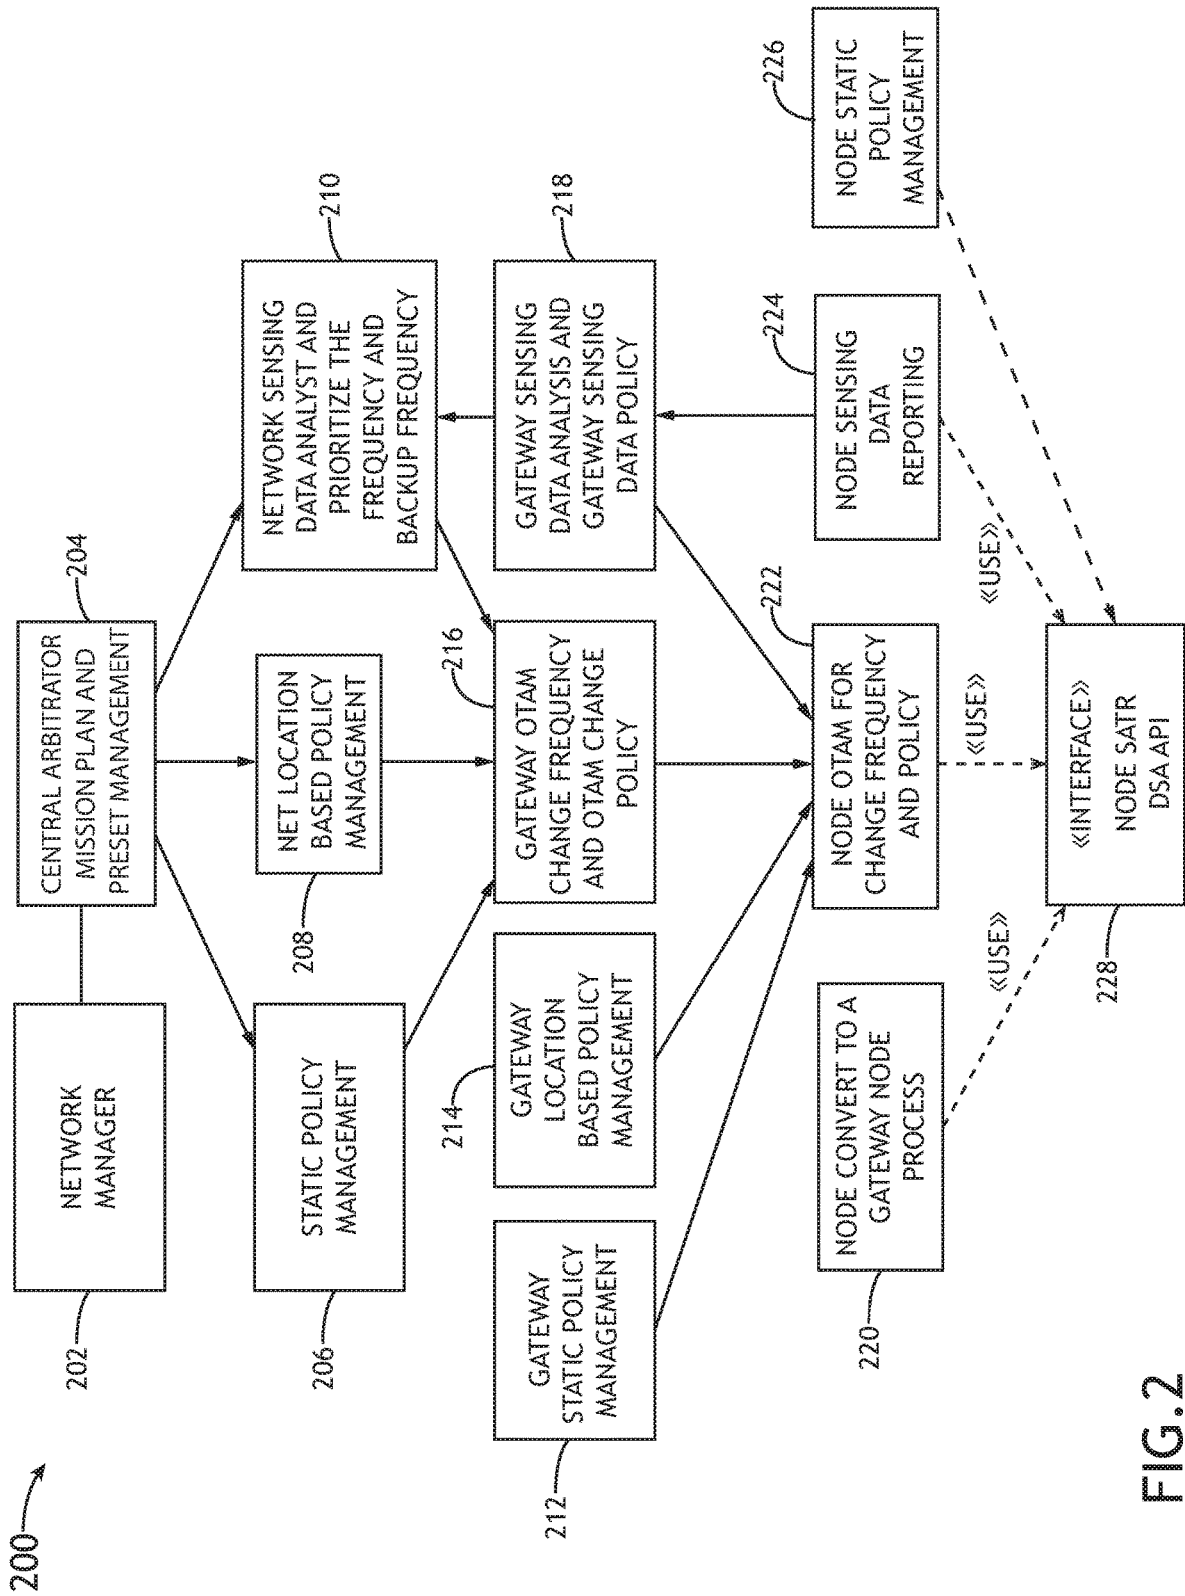 200
202
NETWORK
MANAGER
CENTRAL ARBITRATOR
MISSION PLAN AND
PRESET MANAGEMENT
204
206
STATIC POLICY
MANAGEMENT
208
NET LOCATION
BASED POLICY
MANAGEMENT
NETWORK SENSING
DATA ANALYST AND
PRIORITIZE THE
FREQUENCY AND
BACKUP FREQUENCY
210
212
GATEWAY
STATIC POLICY
MANAGEMENT
214
GATEWAY
LOCATION
BASED POLICY
MANAGEMENT
216
GATEWAY OTAM
CHANGE FREQUENCY
AND OTAM CHANGE
POLICY
GATEWAY SENSING
DATA ANALYSIS AND
GATEWAY SENSING
DATA POLICY
218
220
NODE CONVERT TO A
GATEWAY NODE
PROCESS
NODE OTAM FOR
CHANGE FREQUENCY
AND POLICY
222
NODE SENSING
DATA
REPORTING
224
NODE STATIC
POLICY
MANAGEMENT
226
«USE»
«USE»
«USE»
228
«INTERFACE»
NODE SATR
DSA API
FIG.2